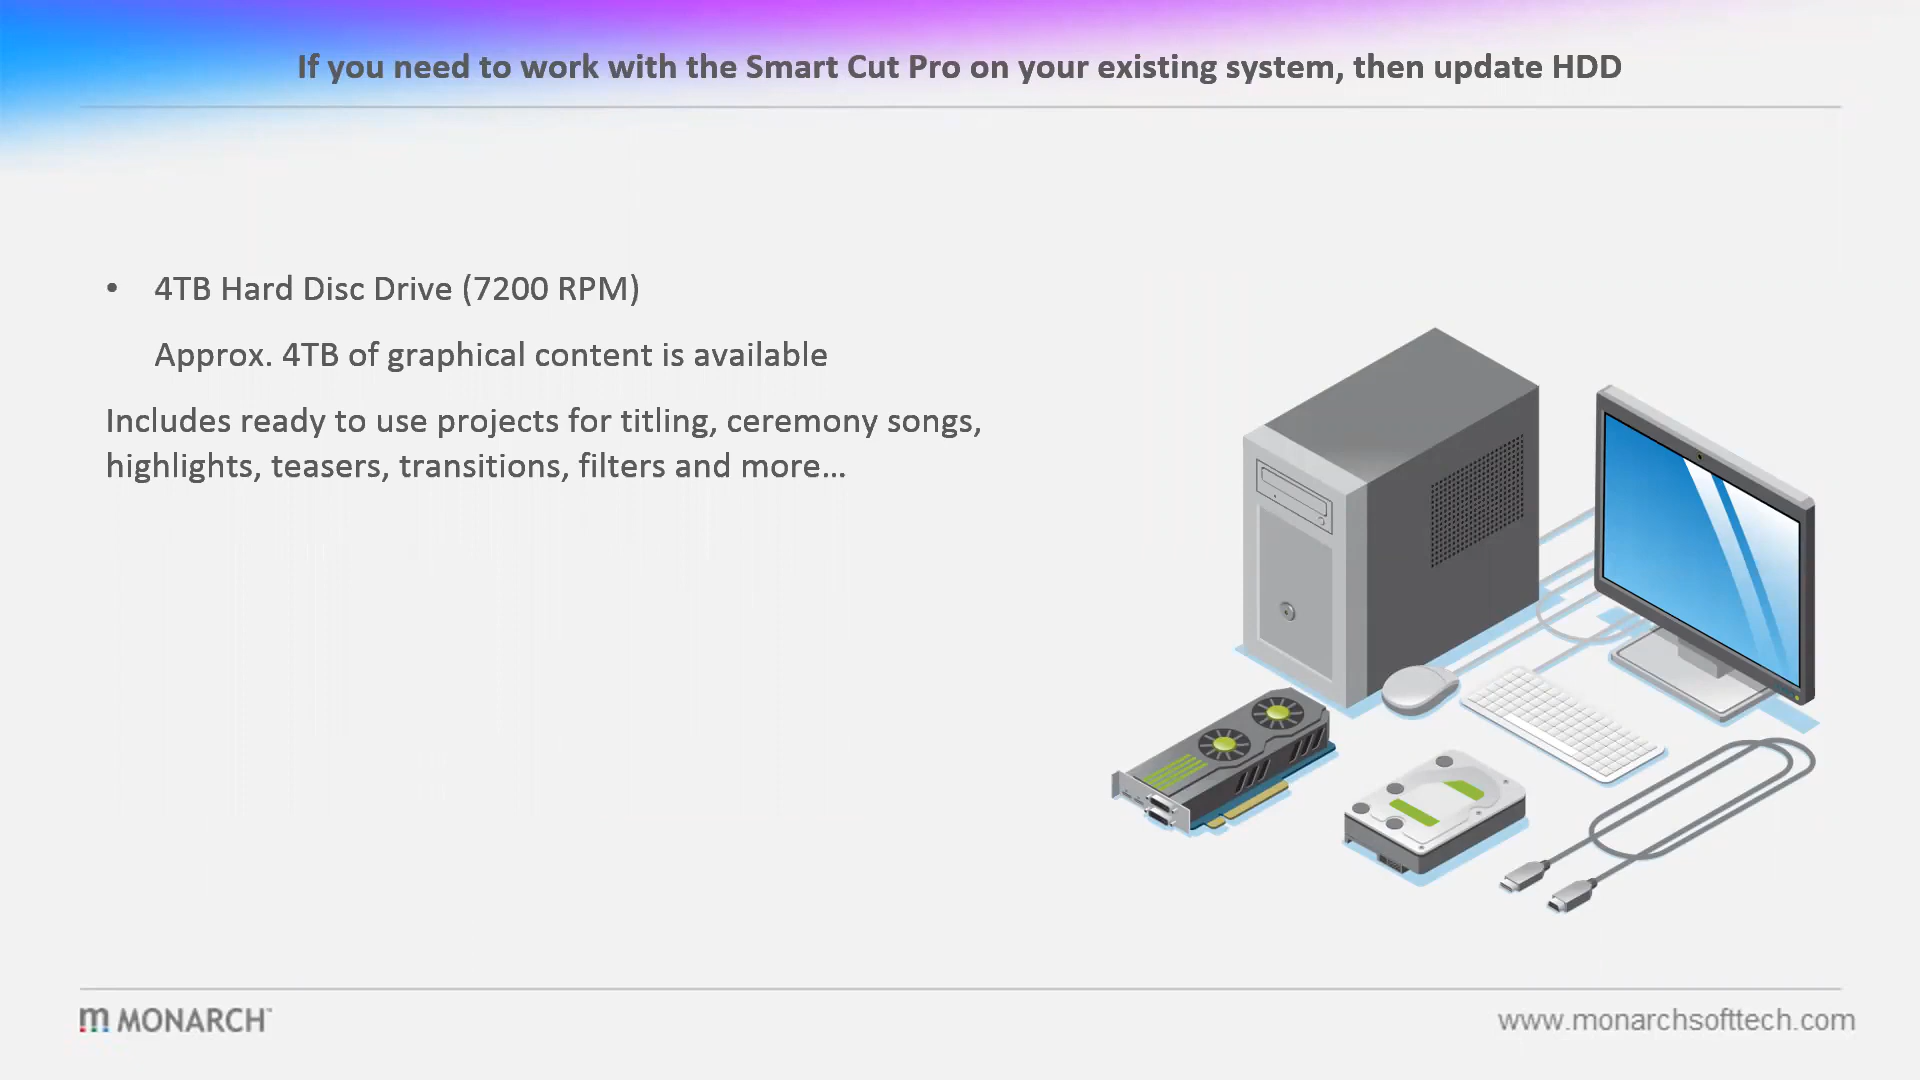 If you need to work with the Smart Cut Pro on your existing system, then update HDD
• 4TB Hard Disc Drive (7200 RPM)
Approx. 4TB of graphical content is available
Includes ready to use projects for titling, ceremony songs,
highlights, teasers, transitions, filters and more...
m MONARCH™
www.monarchsofttech.com